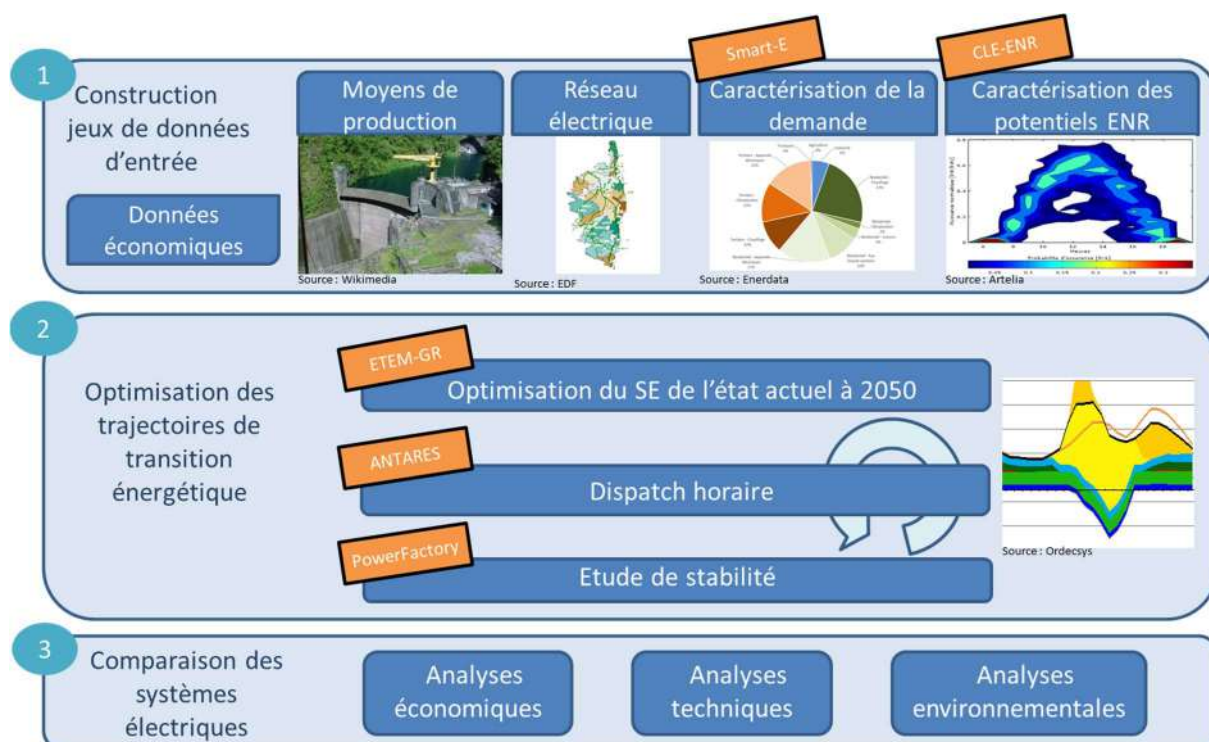 1
Construction
jeux de données
d'entrée
Données
économiques
Moyens de
production
Source : Wikimedia
Réseau
électrique
Source : EDF
Smart-E
Caractérisation de la
demande
Source : Enerdata
CLE-ENR
Caractérisation des
potentiels ENR
Heures
Source : Artelia
2
Optimisation des
trajectoires de
transition
énergétique
ETEM-GR
Optimisation du SE de l'état actuel à 2050
ANTARES
Dispatch horaire
PowerFactory
Etude de stabilité
Source : Ordecsys
3
Comparaison des
systèmes
électriques
Analyses
économiques
Analyses
techniques
Analyses
environnementales